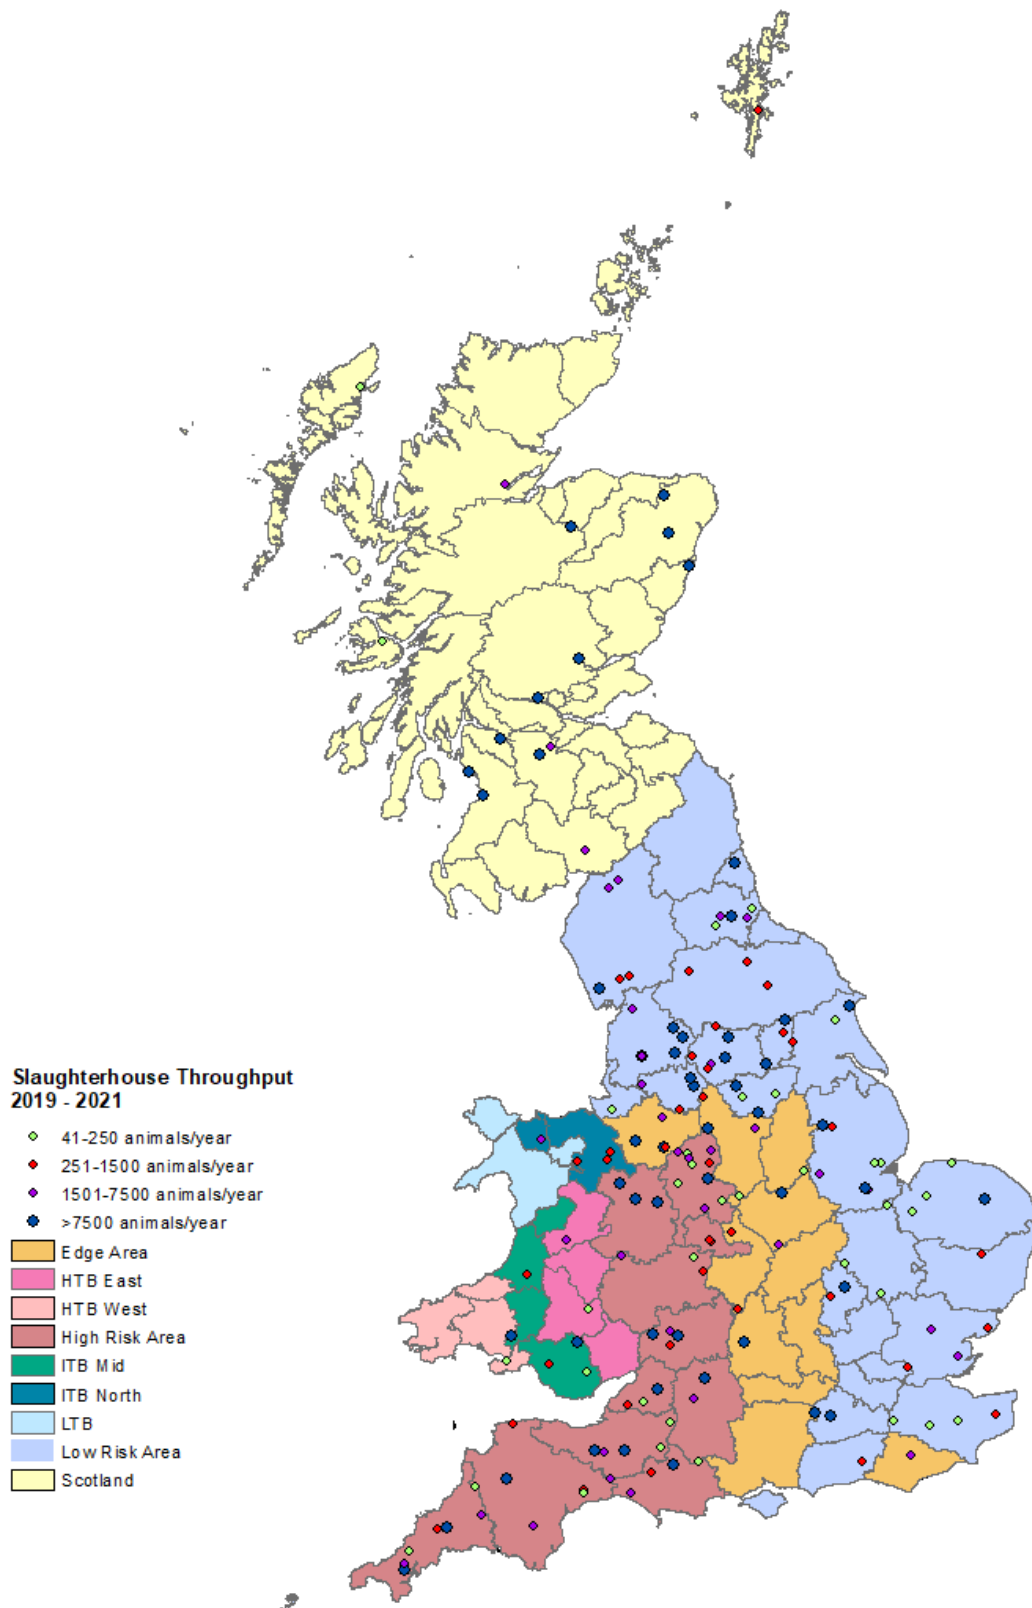 Slaughterhouse Throughput
2019 - 2021
41-250 animals/year
251-1500 animals/year
1501-7500 animals/year
>7500 animals/year
Edge Area
HTB East
HTB West
High Risk Area
ITB Mid
ITB North
LTB
Low Risk Area
Scotland